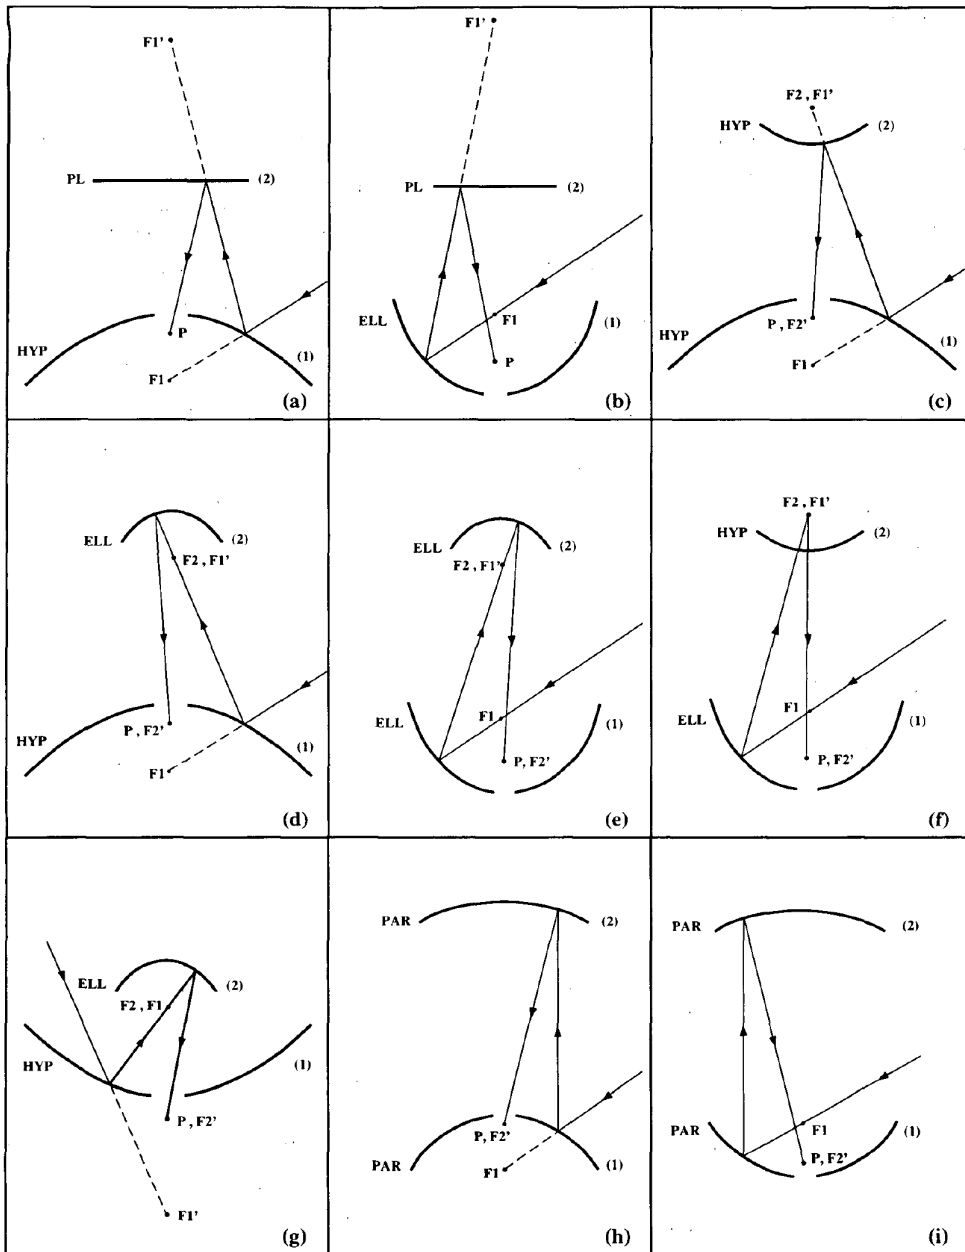 F1'
PL
(2)
P
HYP
(1)
F1
(a)
F1'
PL
(2)
ELL
F1
(1)
P
(b)
F2, F1'
HYP
(2)
P, F2'
HYP
(1)
F1
(c)
ELL
(2)
F2, F1'
P, F2'
HYP
(1)
F1
(d)
ELL
(2)
F2, F1'
ELL
F1
(1)
P, F2'
(e)
F2, F1'
HYP
(2)
ELL
F1
(1)
P, F2'
(f)
ELL
(2)
F2, F1
HYP
(1)
P, F2'
F1'
(g)
PAR
(2)
P, F2'
PAR
F1
(1)
(h)
PAR
(2)
PAR
F1
(1)
P, F2'
(i)